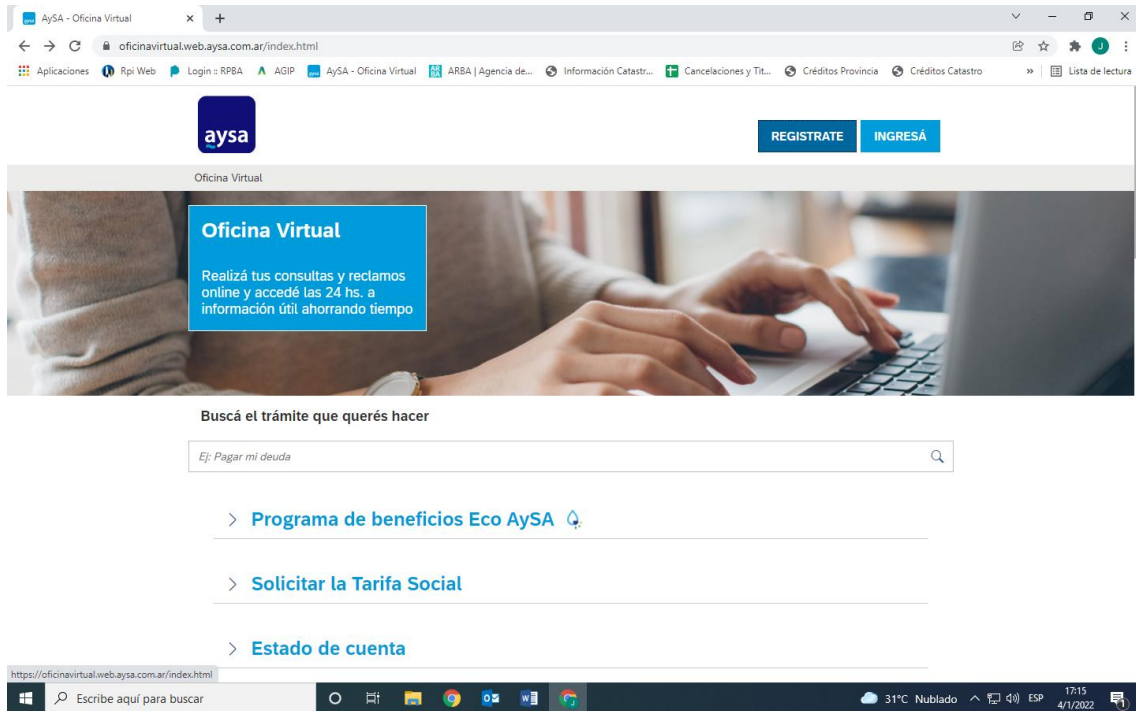 AySA - Oficina Virtual
oficinavirtual.web.aysa.com.ar/index.html
J
Aplicaciones Rpi Web Login :: RPBA AGIP AySA - Oficina Virtual ARBA | Agencia de... Información Catastr... Cancelaciones y Tit... Créditos Provincia Créditos Catastro » Lista de lectura
aysa
REGISTRATE INGRESÁ
Oficina Virtual
Oficina Virtual
Realizá tus consultas y reclamos
online y accedé las 24 hs. a
información útil ahorrando tiempo
Buscá el trámite que querés hacer
Ej: Pagar mi deuda
Programa de beneficios Eco AySA
Solicitar la Tarifa Social
Estado de cuenta
https://oficinavirtual.web.aysa.com.ar/index.html
Escribe aquí para buscar
31°C Nublado ESP 17:15
4/1/2022